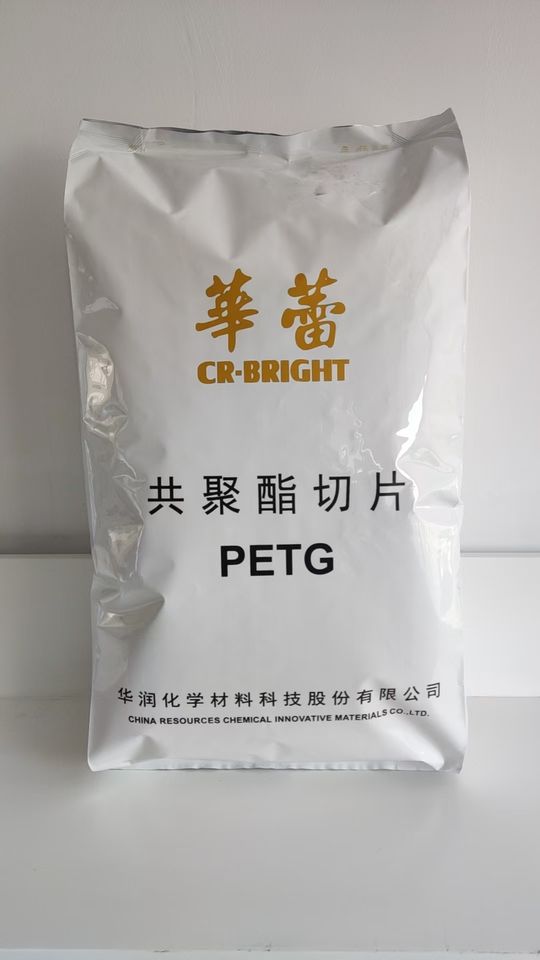 華蕾
CR-BRIGHT
共聚酯切片
PETG
华润化学材料科技股份有限公司
CHINA RESOURCES CHEMICAL INNOVATIVE MATERIALS CO.,LTD.